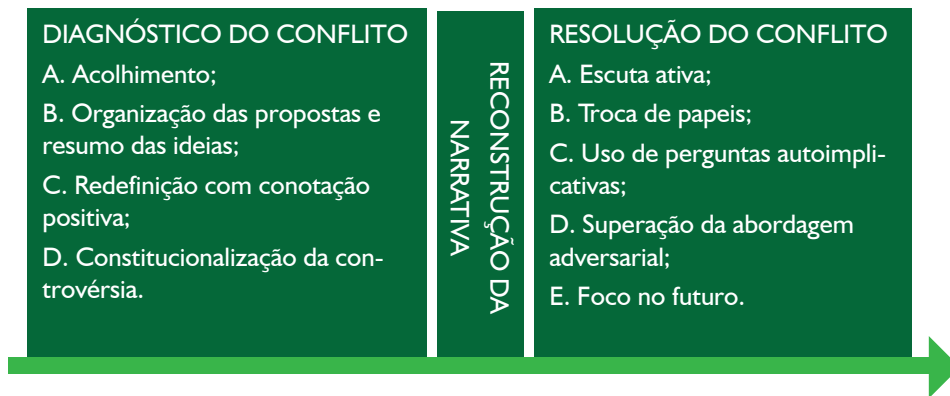 DIAGNÓSTICO DO CONFLITO
A. Acolhimento;
B. Organização das propostas e
resumo das ideias;
C. Redefinição com conotação
positiva;
D. Constitucionalização da con-
trovérsia.
RECONSTRUÇÃO DA
NARRATIVA
RESOLUÇÃO DO CONFLITO
A. Escuta ativa;
B. Troca de papeis;
C. Uso de perguntas autoimpli-
cativas;
D. Superação da abordagem
adversarial;
E. Foco no futuro.